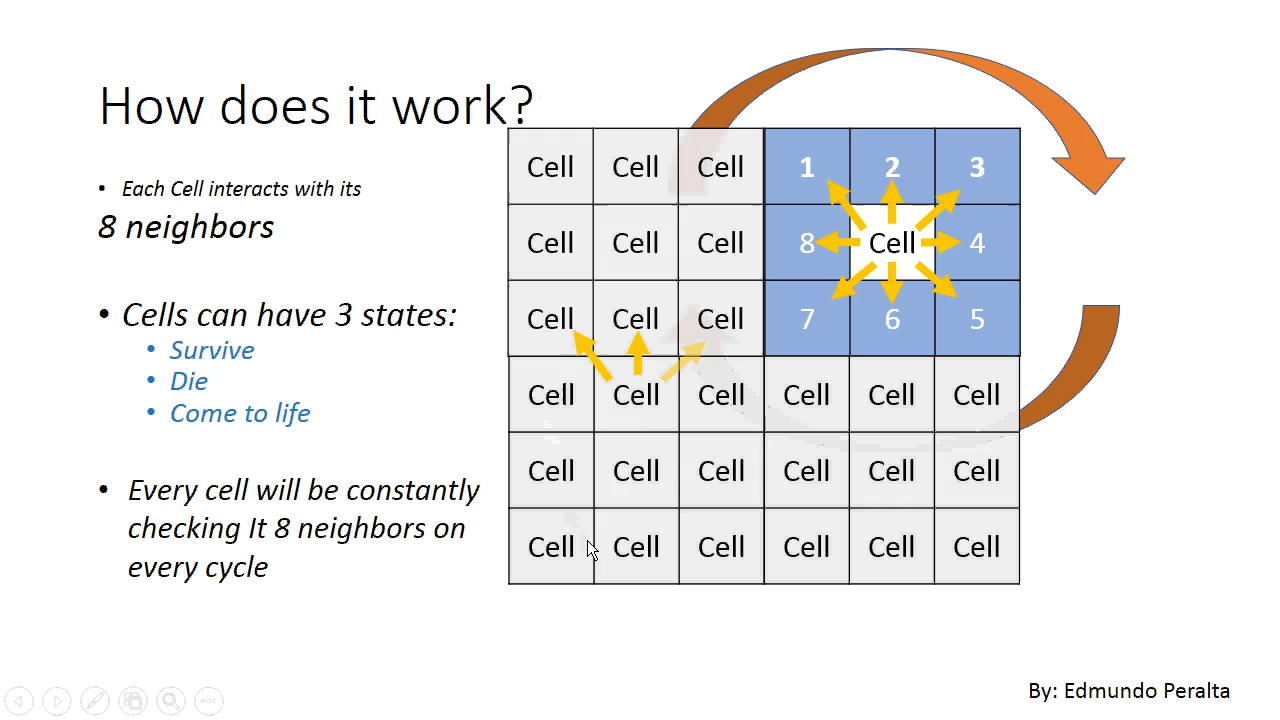 How does it work?
• Each Cell interacts with its
8 neighbors
• Cells can have 3 states:
• Survive
• Die
• Come to life
• Every cell will be constantly
checking It 8 neighbors on
every cycle
Cell Cell Cell 1 2 3
Cell Cell Cell 8 Cell 4
Cell Cell Cell 7 6 5
Cell Cell Cell Cell Cell Cell
Cell Cell Cell Cell Cell Cell
Cell Cell Cell Cell Cell Cell
By: Edmundo Peralta